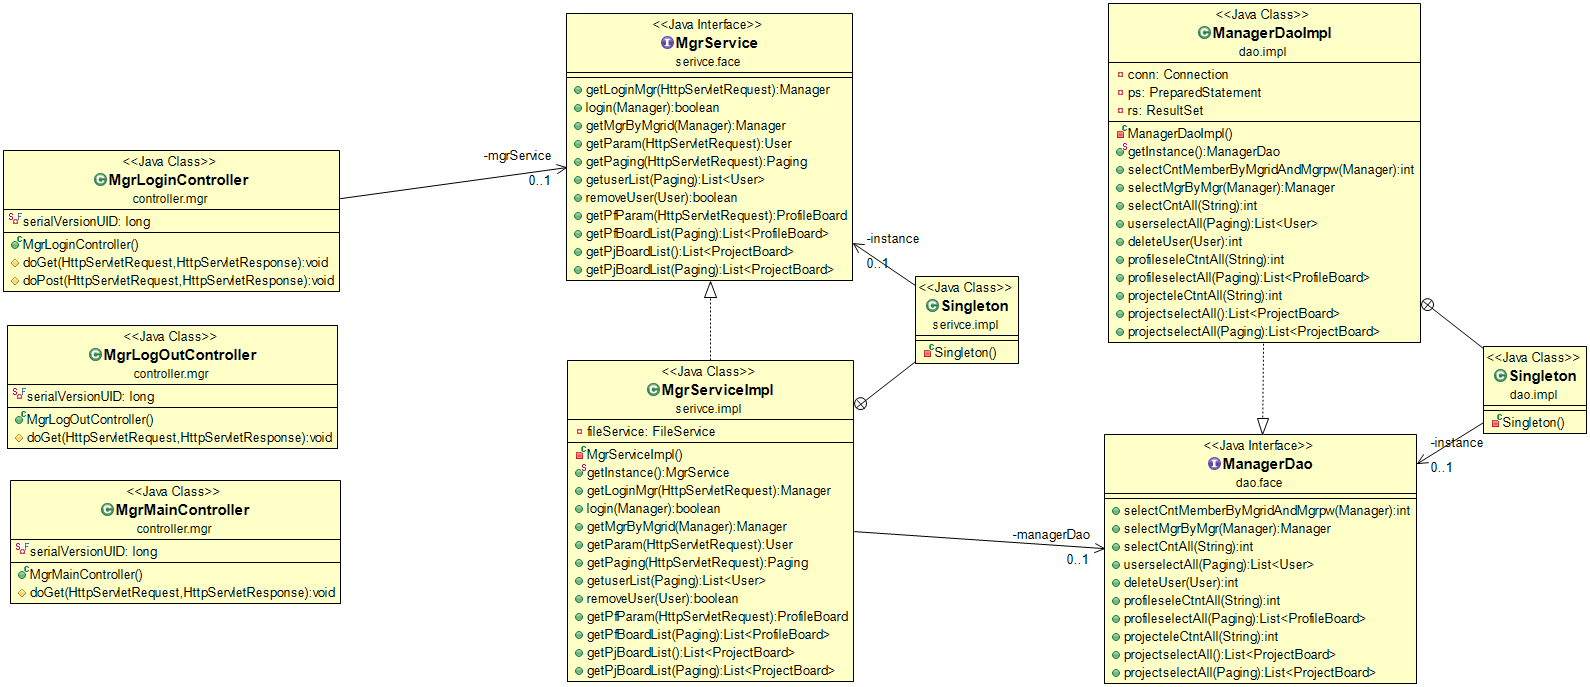 <<Java Class>>
MgrLoginController
controller.mgr
serialVersionUID: long
MgrLoginController()
doGet(HttpServletRequest,HttpServletResponse):void
doPost(HttpServletRequest,HttpServletResponse):void
<<Java Class>>
MgrLogOutController
controller.mgr
serialVersionUID: long
MgrLogOutController()
doGet(HttpServletRequest,HttpServletResponse):void
<<Java Class>>
MgrMainController
controller.mgr
serialVersionUID: long
MgrMainController()
doGet(HttpServletRequest,HttpServletResponse):void
-mgrService
0..1
<<Java Interface>>
MgrService
serivce.face
getLoginMgr(HttpServletRequest):Manager
login(Manager):boolean
getMgrByMgrid(Manager):Manager
getParam(HttpServletRequest):User
getPaging(HttpServletRequest):Paging
getuserList(Paging):List<User>
removeUser(User):boolean
getPfParam(HttpServletRequest):ProfileBoard
getPfBoardList(Paging):List<ProfileBoard>
getPjBoardList():List<ProjectBoard>
getPjBoardList(Paging):List<ProjectBoard>
-instance
0..1
<<Java Class>>
Singleton
serivce.impl
Singleton()
<<Java Class>>
MgrServiceImpl
serivce.impl
fileService: FileService
MgrServiceImpl()
getInstance():MgrService
getLoginMgr(HttpServletRequest):Manager
login(Manager):boolean
getMgrByMgrid(Manager):Manager
getParam(HttpServletRequest):User
getPaging(HttpServletRequest):Paging
getuserList(Paging):List<User>
removeUser(User):boolean
getPfParam(HttpServletRequest):ProfileBoard
getPfBoardList(Paging):List<ProfileBoard>
getPjBoardList():List<ProjectBoard>
getPjBoardList(Paging):List<ProjectBoard>
-managerDao
0..1
<<Java Class>>
ManagerDaoImpl
dao.impl
conn: Connection
ps: PreparedStatement
rs: ResultSet
ManagerDaoImpl()
getInstance():ManagerDao
selectCntMemberByMgridAndMgrpw(Manager):int
selectMgrByMgr(Manager):Manager
selectCntAll(String):int
userselectAll(Paging):List<User>
deleteUser(User):int
profileseleCtntAll(String):int
profileselectAll(Paging):List<ProfileBoard>
projecteleCtntAll(String):int
projectselectAll():List<ProjectBoard>
projectselectAll(Paging):List<ProjectBoard>
<<Java Class>>
Singleton
dao.impl
Singleton()
-instance
0..1
<<Java Interface>>
ManagerDao
dao.face
selectCntMemberByMgridAndMgrpw(Manager):int
selectMgrByMgr(Manager):Manager
selectCntAll(String):int
userselectAll(Paging):List<User>
deleteUser(User):int
profileseleCtntAll(String):int
profileselectAll(Paging):List<ProfileBoard>
projecteleCtntAll(String):int
projectselectAll():List<ProjectBoard>
projectselectAll(Paging):List<ProjectBoard>